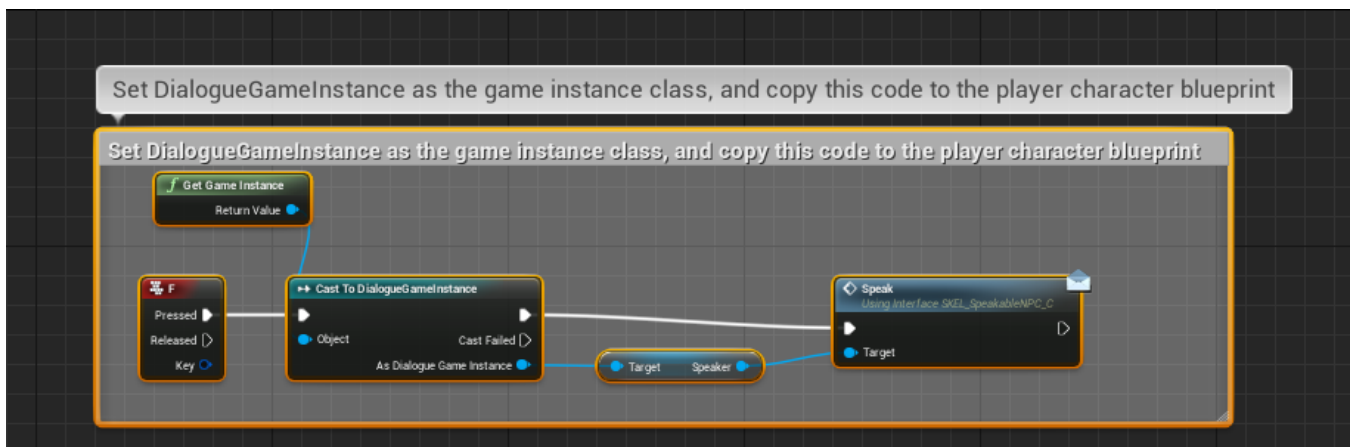 Set DialogueGameInstance as the game instance class, and copy this code to the player character blueprint
Set DialogueGameInstance as the game instance class, and copy this code to the player character blueprint
f Get Game Instance
Return Value
F
Pressed
Released
Key
Cast To DialogueGameInstance
Object
Cast Failed
As Dialogue Game Instance
Target Speaker
Speak
Using Interface SKEL_SpeakableNPC_C
Target